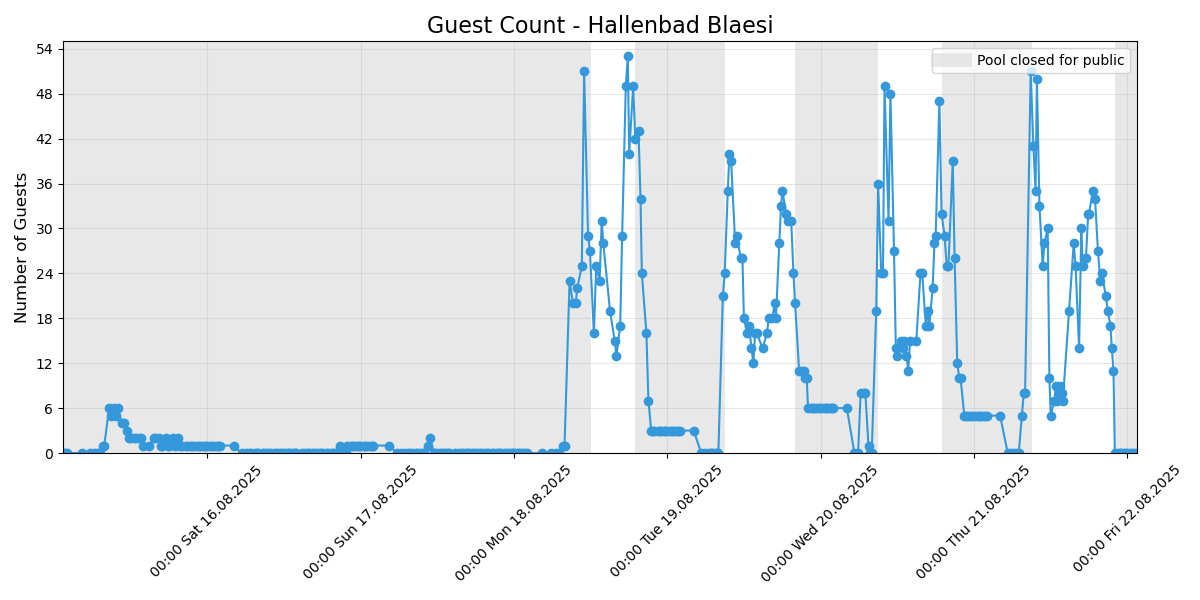 Guest Count - Hallenbad Blaesi
Pool closed for public
Number of Guests
54
48
42
36
30
24
18
12
6
0
00:00 Sat 16.08.2025
00:00 Sun 17.08.2025
00:00 Mon 18.08.2025
00:00 Tue 19.08.2025
00:00 Wed 20.08.2025
00:00 Thu 21.08.2025
00:00 Fri 22.08.2025